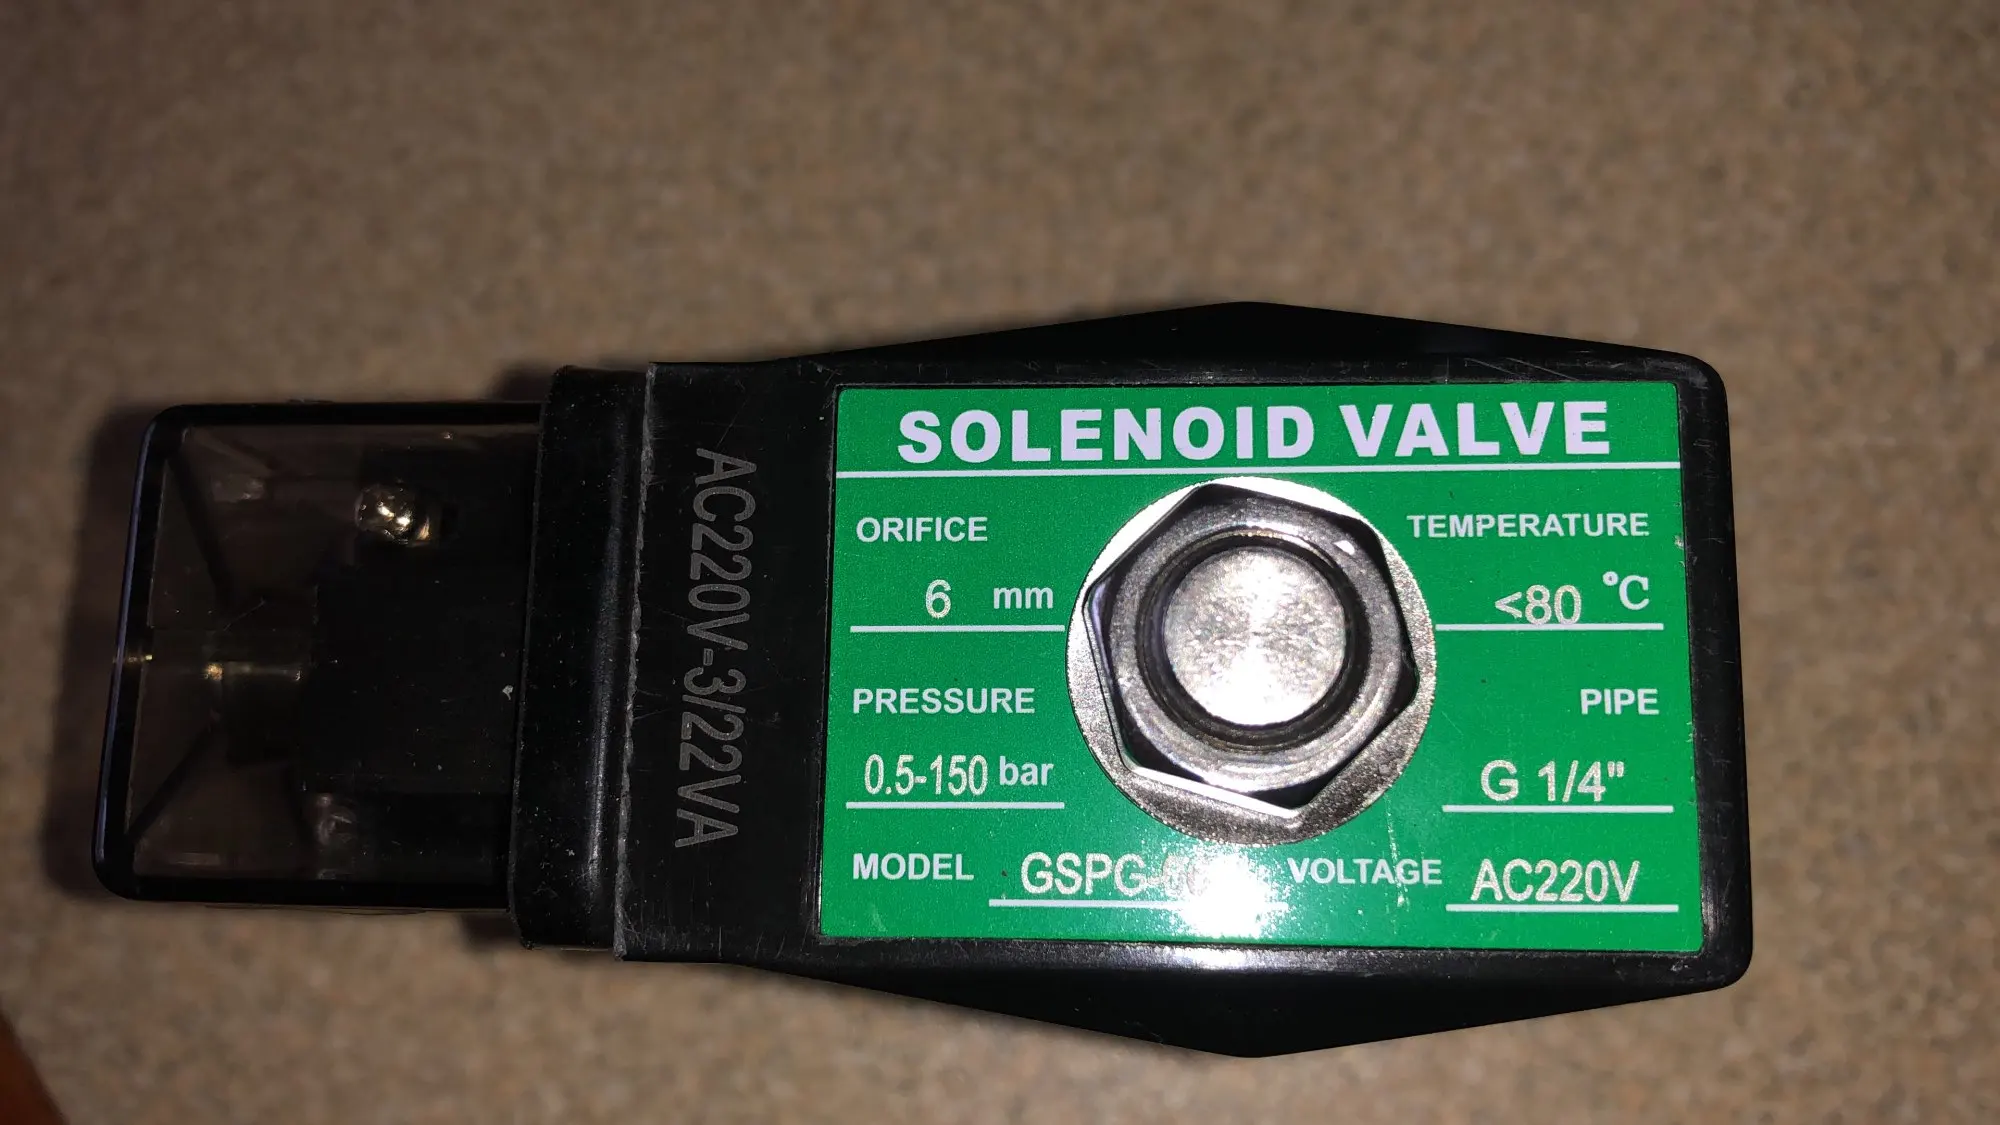 SOLENOID VALVE
ORIFICE
6 mm
TEMPERATURE
<80 °C
PRESSURE
0.5-150 bar
PIPE
G 1/4"
MODEL
VOLTAGE AC220V
AC220V-3/22VA